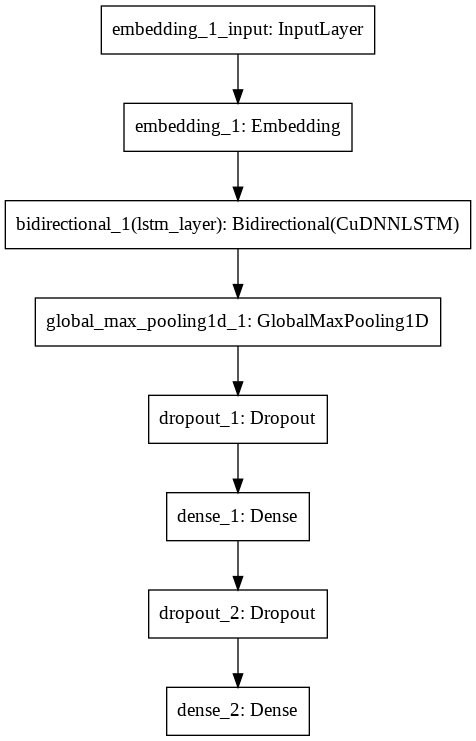 embedding_1_input: InputLayer
embedding_1: Embedding
bidirectional_1(lstm_layer): Bidirectional(CuDNNLSTM)
global_max_pooling1d_1: GlobalMaxPooling1D
dropout_1: Dropout
dense_1: Dense
dropout_2: Dropout
dense_2: Dense